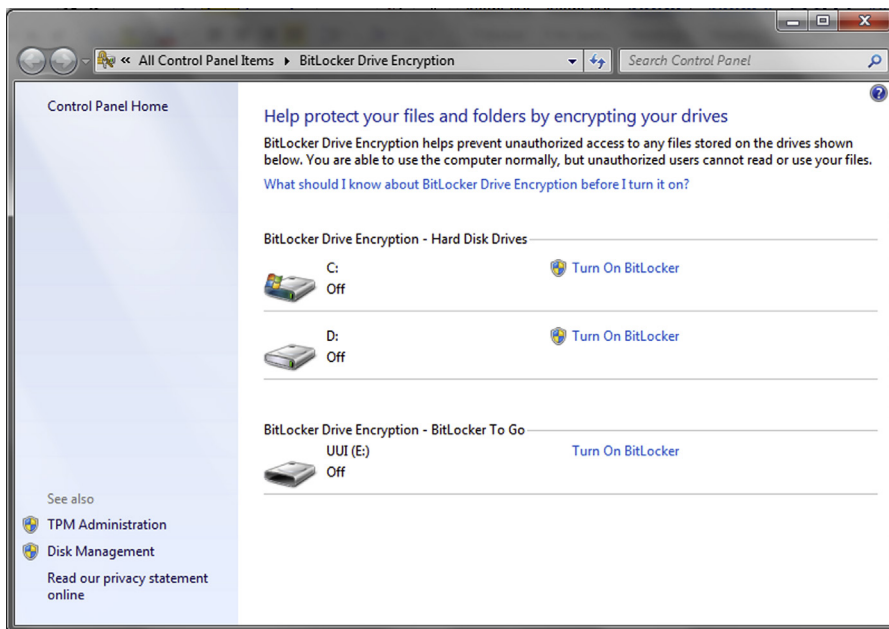 « All Control Panel Items ▸ BitLocker Drive Encryption
Search Control Panel
Control Panel Home
Help protect your files and folders by encrypting your drives
BitLocker Drive Encryption helps prevent unauthorized access to any files stored on the drives shown
below. You are able to use the computer normally, but unauthorized users cannot read or use your files.
What should I know about BitLocker Drive Encryption before I turn it on?
BitLocker Drive Encryption - Hard Disk Drives
C:
Turn On BitLocker
Off
D:
Turn On BitLocker
Off
BitLocker Drive Encryption - BitLocker To Go
UUI (E:)
Turn On BitLocker
Off
See also
TPM Administration
Disk Management
Read our privacy statement
online